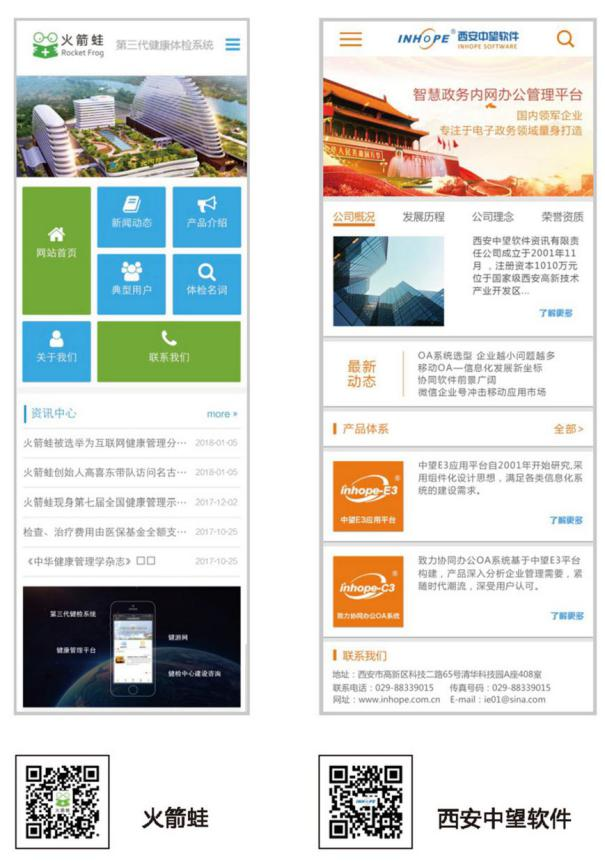 火箭蛙
Rocket Frog
第三代健康体检系统
网站首页
新闻动态
产品介绍
典型用户
体检名词
关于我们
联系我们
资讯中心
more »
火箭蛙被选举为互联网健康管理分… 2018-01-05
火箭蛙创始人高喜东带队访问名古… 2018-01-05
火箭蛙现身第七届全国健康管理示… 2017-12-02
检查、治疗费用由医保基金全额支… 2017-10-25
《中华健康管理学杂志》□□ 2017-10-25
第三代健检系统
健康管理平台
健游网
健检中心建设咨询
火箭蛙
INHOPE® 西安中望软件
INHOPE SOFTWARE
智慧政务内网办公管理平台
国内领军企业
专注于电子政务领域量身打造
公司概况 发展历程 公司理念 荣誉资质
西安中望软件资讯有限责
任公司成立于2001年11
月 ，注册资本1010万元
位于国家级西安高新技术
产业开发区...
了解更多
最新
动态
OA系统选型 企业越小问题越多
移动OA—信息化发展新坐标
协同软件前景广阔
微信企业号冲击移动应用市场
产品体系
全部>
inhope-E3®
中望E3应用平台
中望E3应用平台自2001年开始研究,采
用组件化设计思想，满足各类信息化系
统的建设需求。
了解更多
inhope-C3®
致力协同办公OA系统
致力协同办公OA系统基于中望E3平台
构建，产品深入分析企业管理需要，紧
随时代潮流，深受用户认可。
了解更多
联系我们
地址：西安市高新区科技二路65号清华科技园A座408室
联系电话：029-88339015 传真号码：029-88339015
网址：www.inhope.com.cn E-mail：ie01@sina.com
西安中望软件